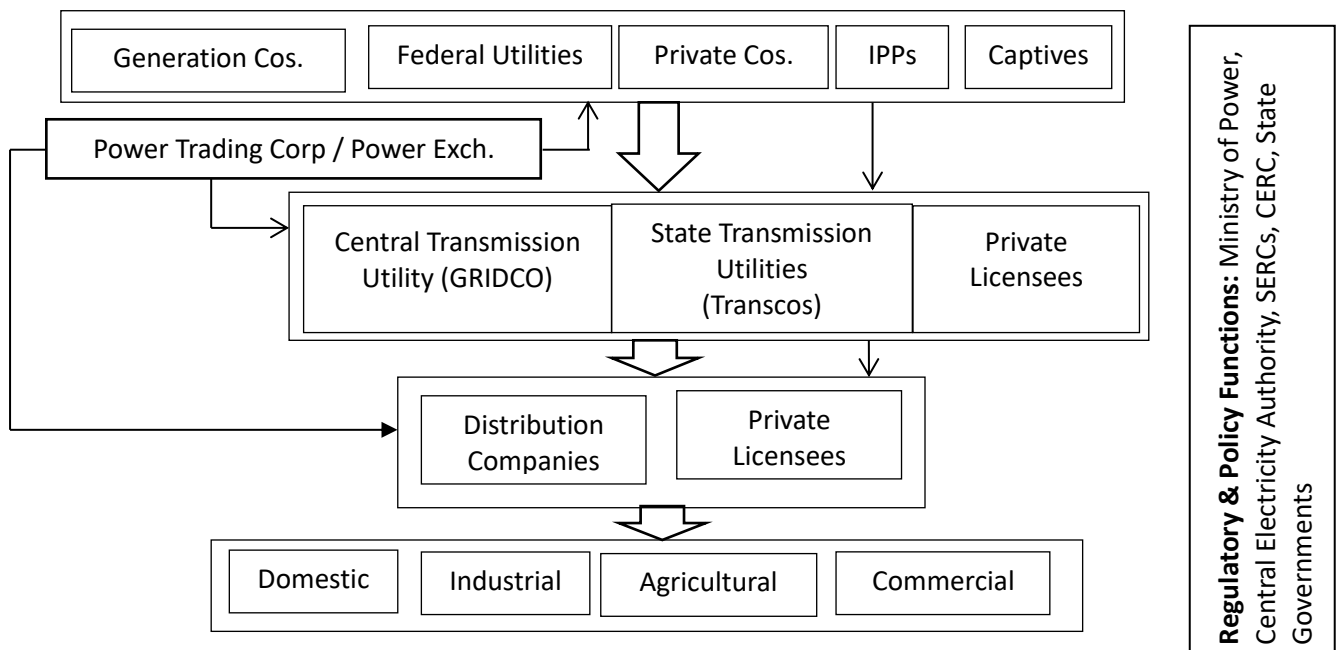 Generation Cos.
Federal Utilities
Private Cos.
IPPs
Captives
Power Trading Corp / Power Exch.
Central Transmission
Utility (GRIDCO)
State Transmission
Utilities
(Transcos)
Private
Licensees
Distribution
Companies
Private
Licensees
Domestic
Industrial
Agricultural
Commercial
Regulatory & Policy Functions: Ministry of Power,
Central Electricity Authority, SERCs, CERC, State
Governments